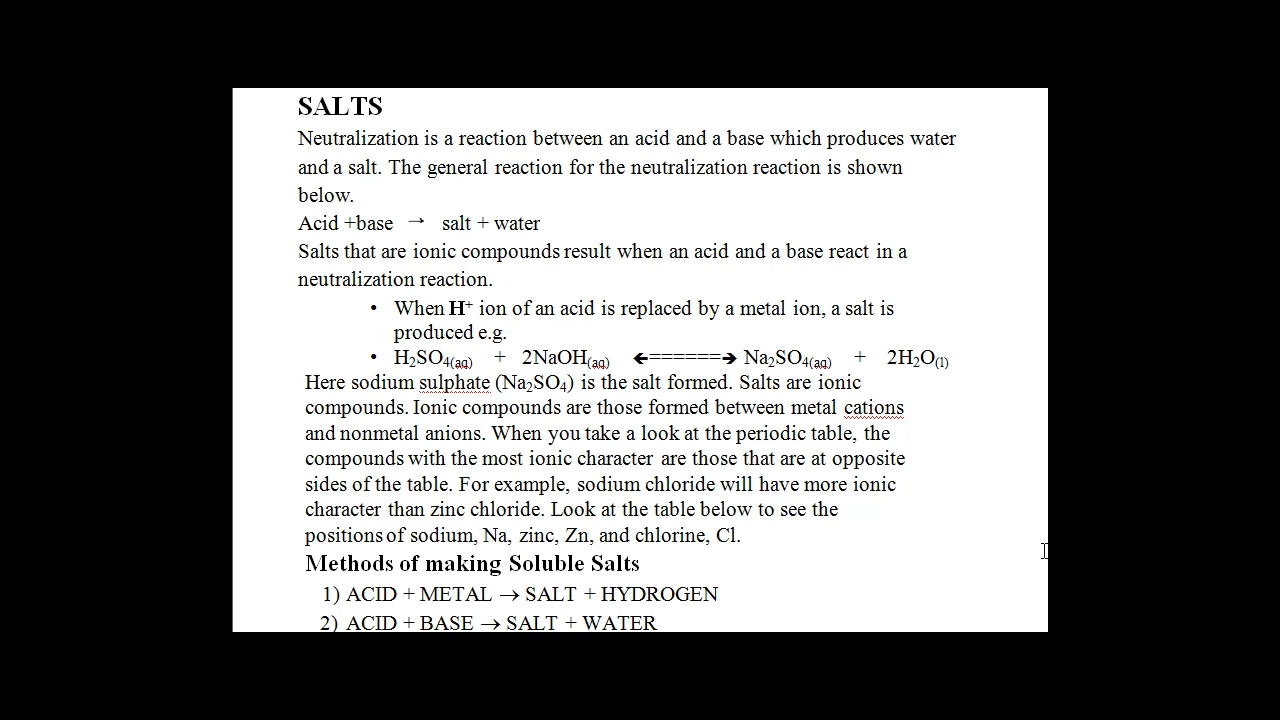 SALTS
Neutralization is a reaction between an acid and a base which produces water
and a salt. The general reaction for the neutralization reaction is shown
below.
Acid +base → salt + water
Salts that are ionic compounds result when an acid and a base react in a
neutralization reaction.
• When H⁺ ion of an acid is replaced by a metal ion, a salt is
produced e.g.
• H₂SO₄(aq) + 2NaOH(aq) 🡸======🡺 Na₂SO₄(aq) + 2H₂O(l)
Here sodium sulphate (Na₂SO₄) is the salt formed. Salts are ionic
compounds. Ionic compounds are those formed between metal cations
and nonmetal anions. When you take a look at the periodic table, the
compounds with the most ionic character are those that are at opposite
sides of the table. For example, sodium chloride will have more ionic
character than zinc chloride. Look at the table below to see the
positions of sodium, Na, zinc, Zn, and chlorine, Cl.
Methods of making Soluble Salts
1) ACID + METAL → SALT + HYDROGEN
2) ACID + BASE → SALT + WATER